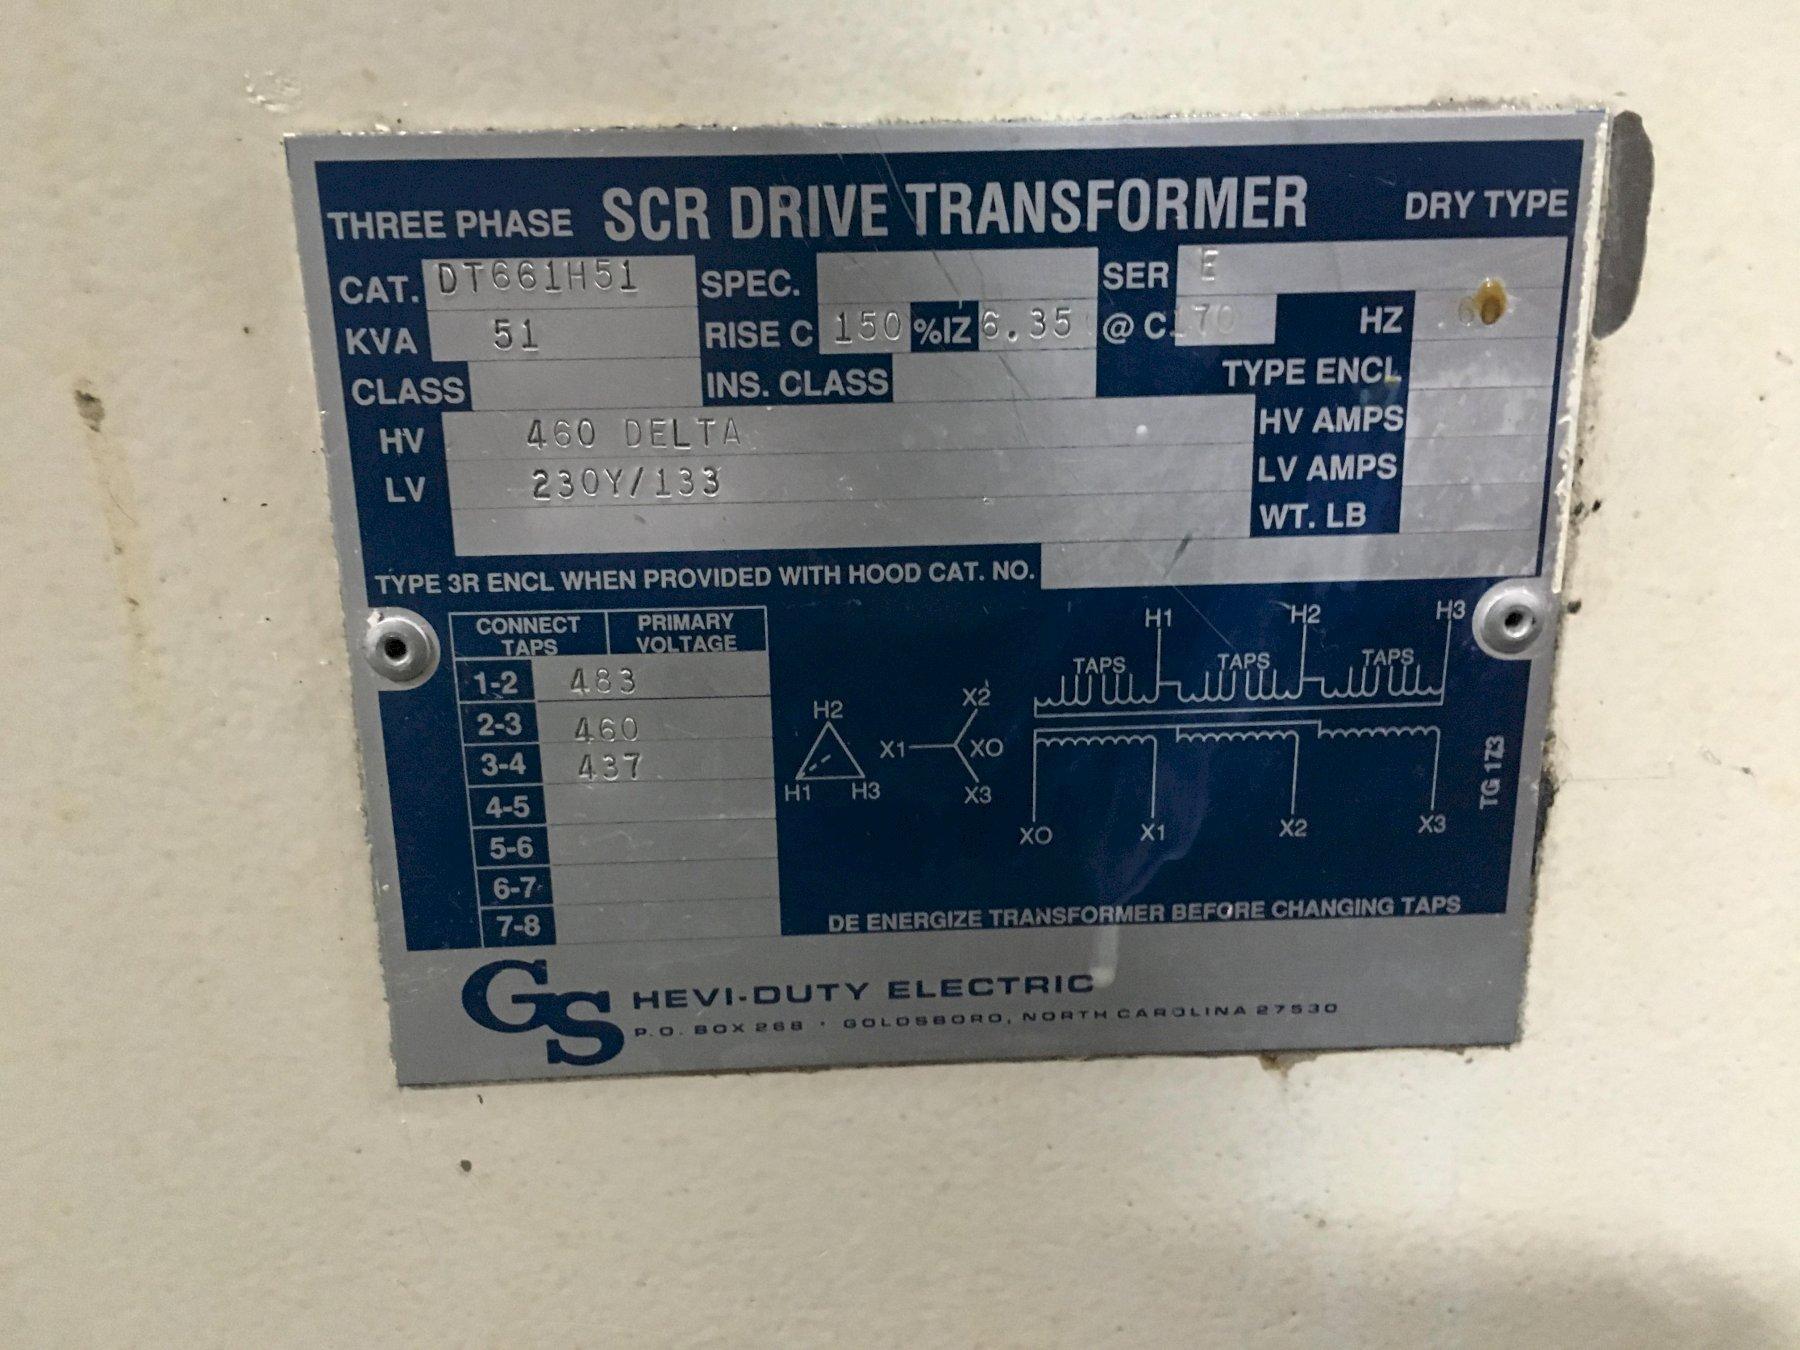 THREE PHASE SCR DRIVE TRANSFORMER DRY TYPE
CAT. DT661H51 SPEC. SER E
KVA 51 RISE C 150 %IZ 6.35 @ C 170 HZ 60
CLASS INS. CLASS TYPE ENCL
HV 460 DELTA HV AMPS
LV 230Y/133 LV AMPS
WT. LB
TYPE 3R ENCL WHEN PROVIDED WITH HOOD CAT. NO.
CONNECT TAPS PRIMARY VOLTAGE
1-2 483
2-3 460
3-4 437
4-5
5-6
6-7
7-8
H2
H1 H3
X2
X1 XO
X3
H1 H2 H3
TAPS TAPS TAPS
XO X1 X2 X3
TG 173
DE ENERGIZE TRANSFORMER BEFORE CHANGING TAPS
GS HEVI-DUTY ELECTRIC
P.O. BOX 268 · GOLDSBORO, NORTH CAROLINA 27530